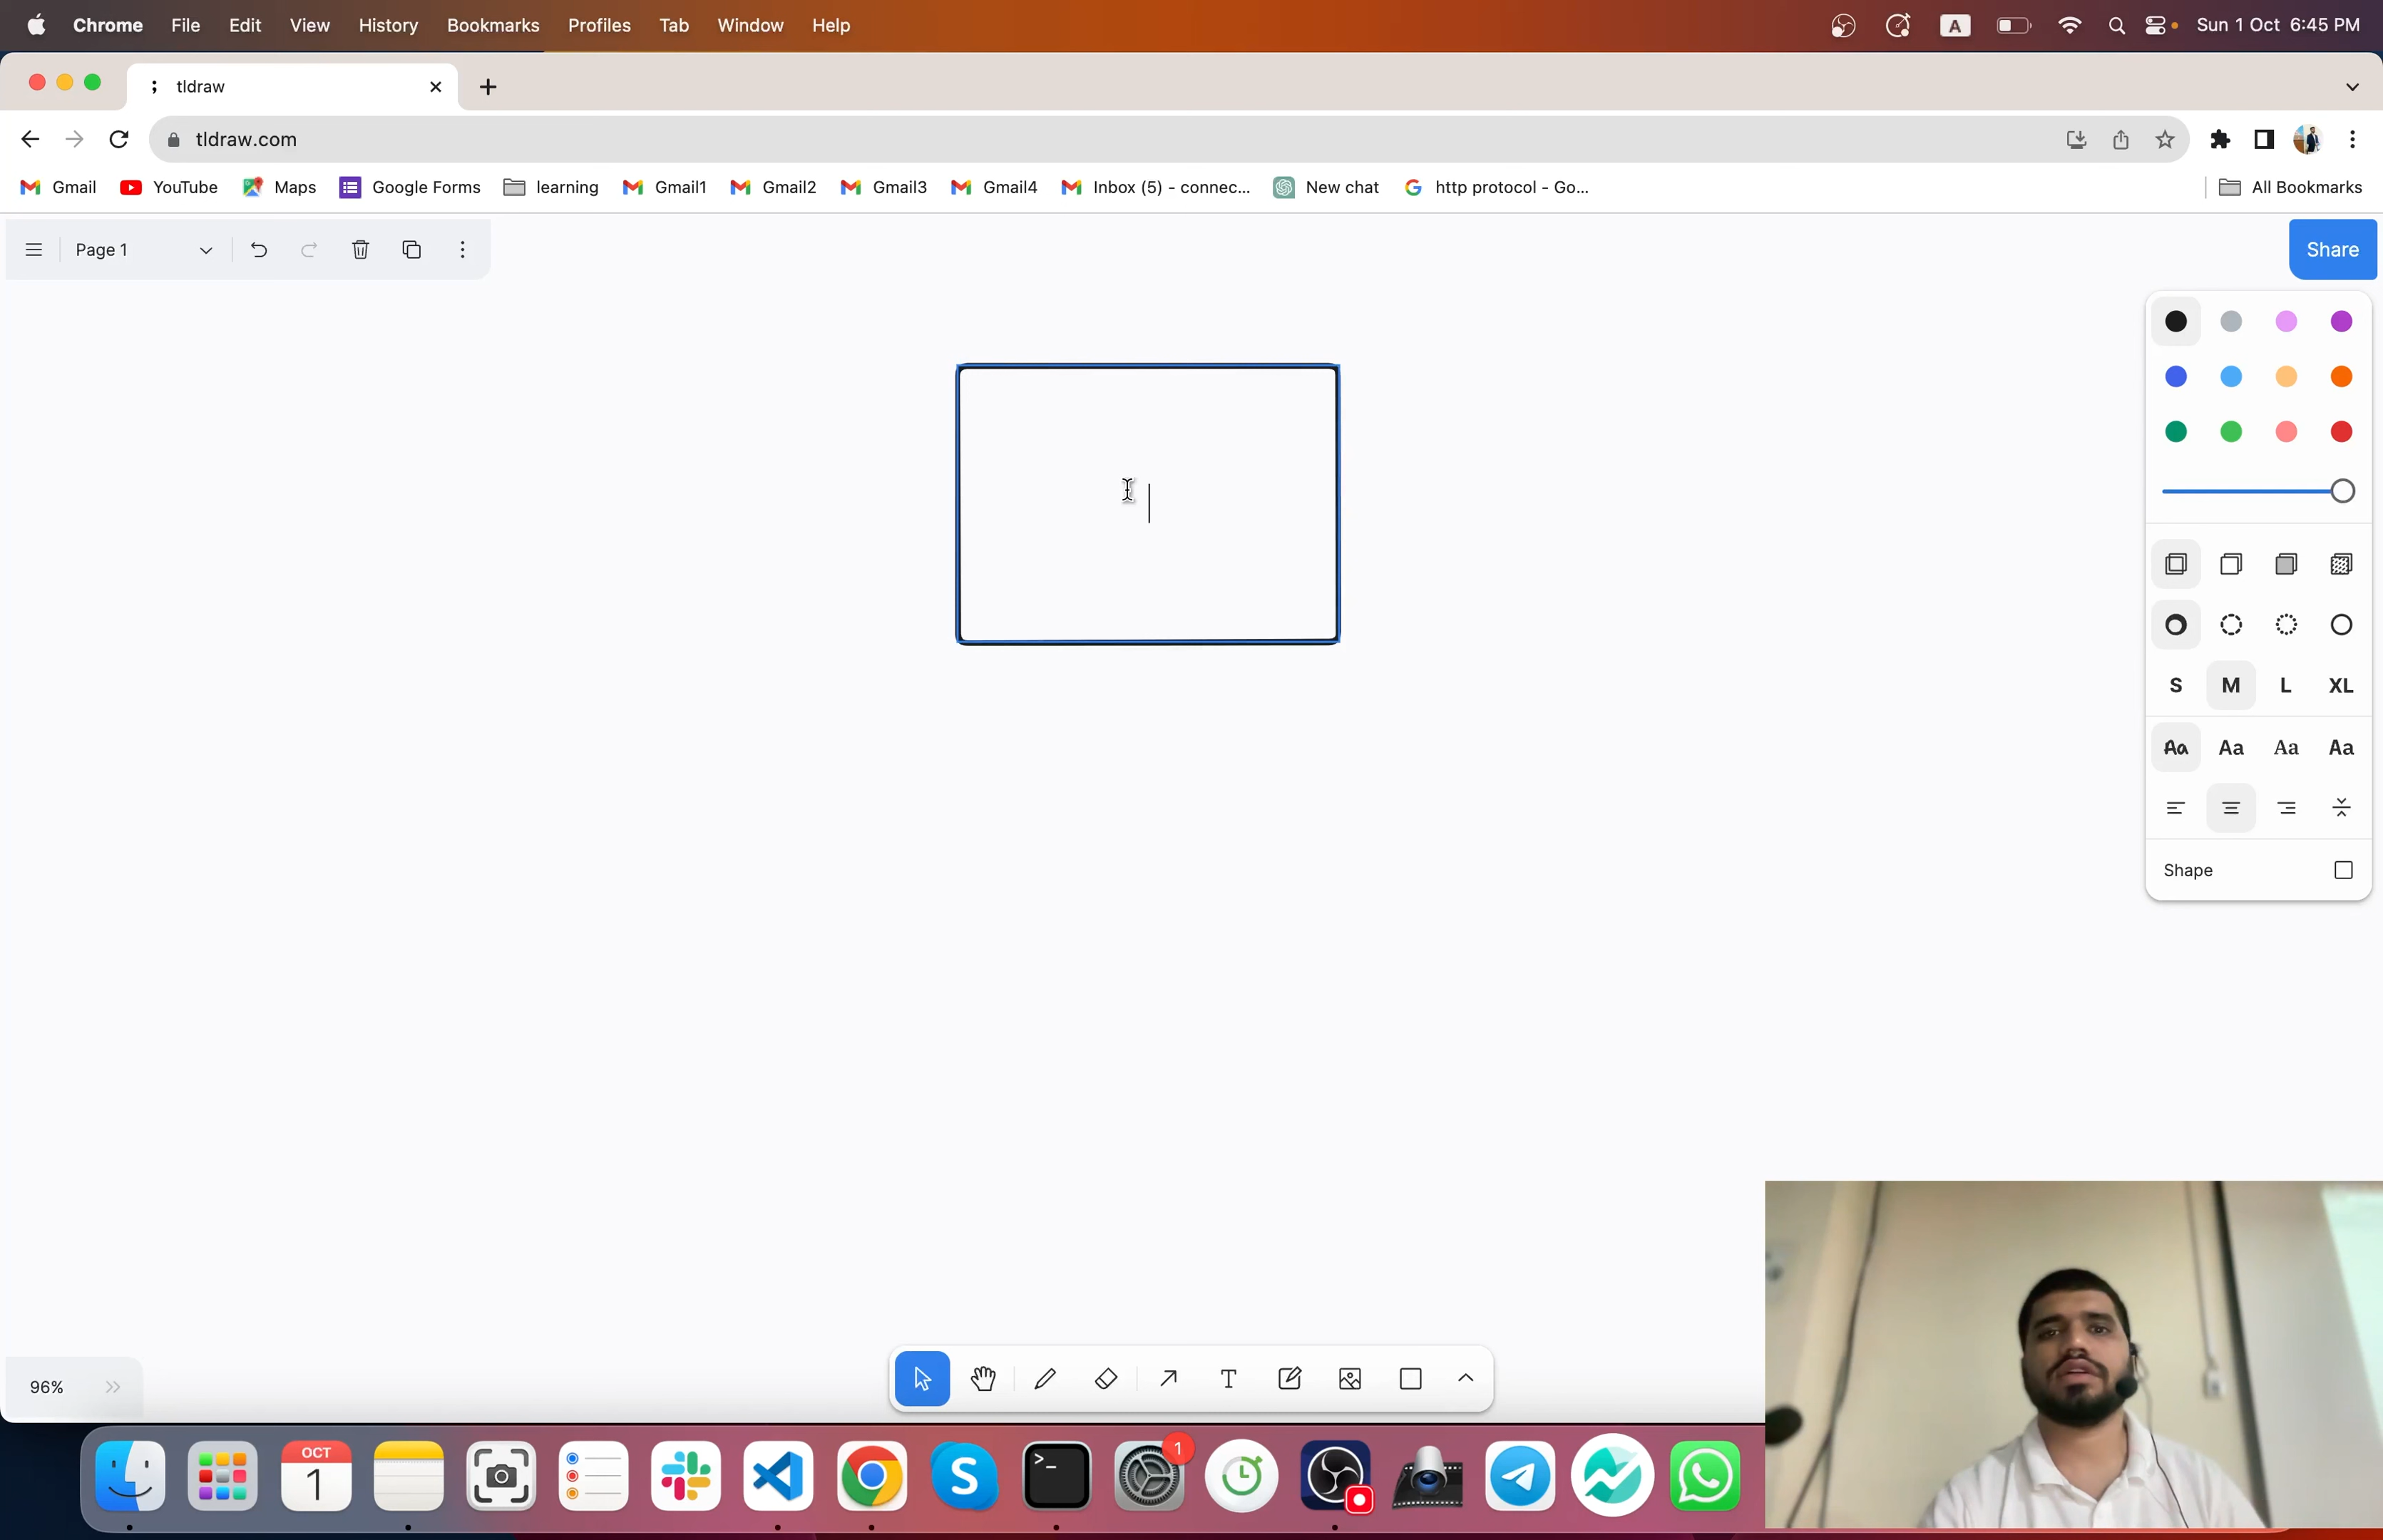 Chrome File Edit View History Bookmarks Profiles Tab Window Help A Sun 1 Oct 6:45 PM
tldraw
tldraw.com
Gmail YouTube Maps Google Forms learning Gmail1 Gmail2 Gmail3 Gmail4 Inbox (5) - connec... New chat http protocol - Go... All Bookmarks
Page 1 Share
S M L XL
Aa Aa Aa Aa
Shape
96% T
OCT
1
S
>_
1